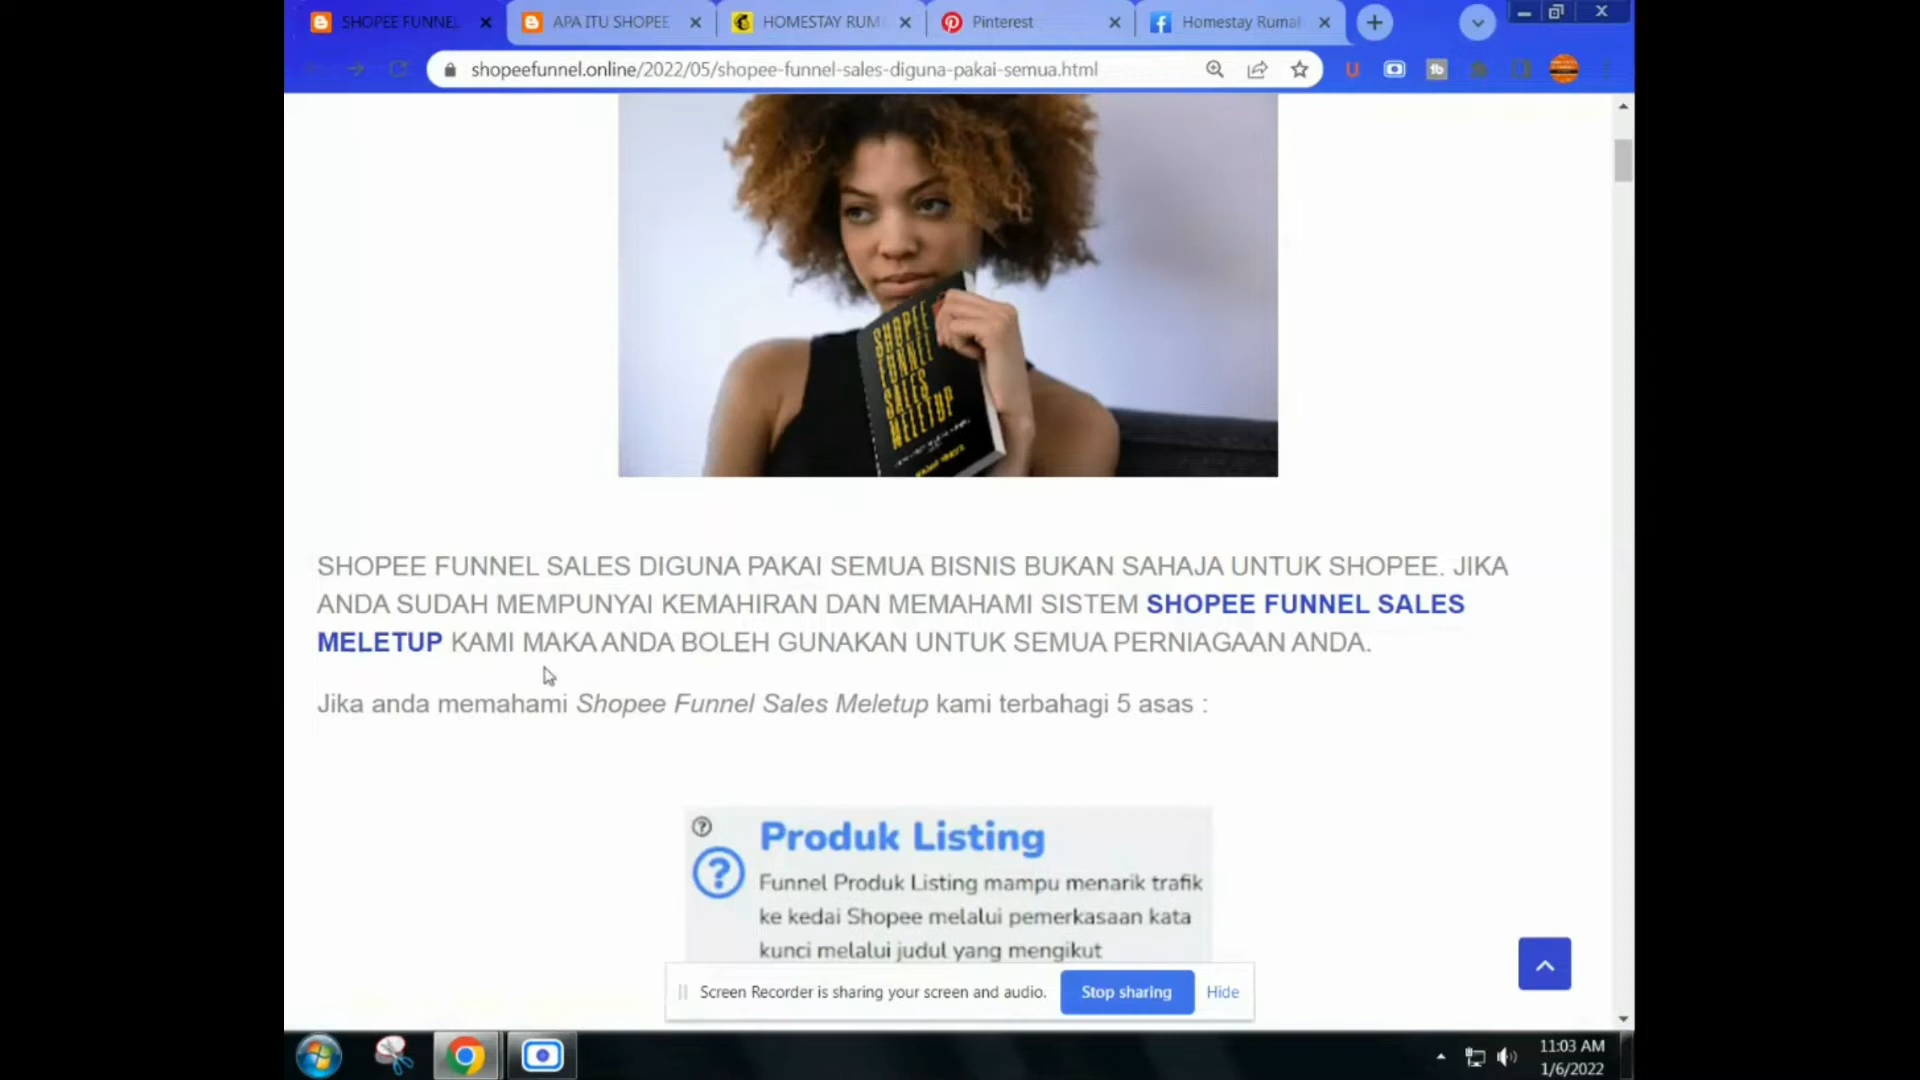 SHOPEE FUNNEL
APA ITU SHOPEE
HOMESTAY RUM
Pinterest
Homestay Rumah
shopeefunnel.online/2022/05/shopee-funnel-sales-diguna-pakai-semua.html
SHOPEE
FUNNEL
SALES
MELETUP
SHOPEE FUNNEL SALES DIGUNA PAKAI SEMUA BISNIS BUKAN SAHAJA UNTUK SHOPEE. JIKA
ANDA SUDAH MEMPUNYAI KEMAHIRAN DAN MEMAHAMI SISTEM SHOPEE FUNNEL SALES
MELETUP KAMI MAKA ANDA BOLEH GUNAKAN UNTUK SEMUA PERNIAGAAN ANDA.
Jika anda memahami Shopee Funnel Sales Meletup kami terbahagi 5 asas :
Produk Listing
Funnel Produk Listing mampu menarik trafik
ke kedai Shopee melalui pemerkasaan kata
kunci melalui judul yang mengikut
Screen Recorder is sharing your screen and audio.
Stop sharing
Hide
11:03 AM
1/6/2022